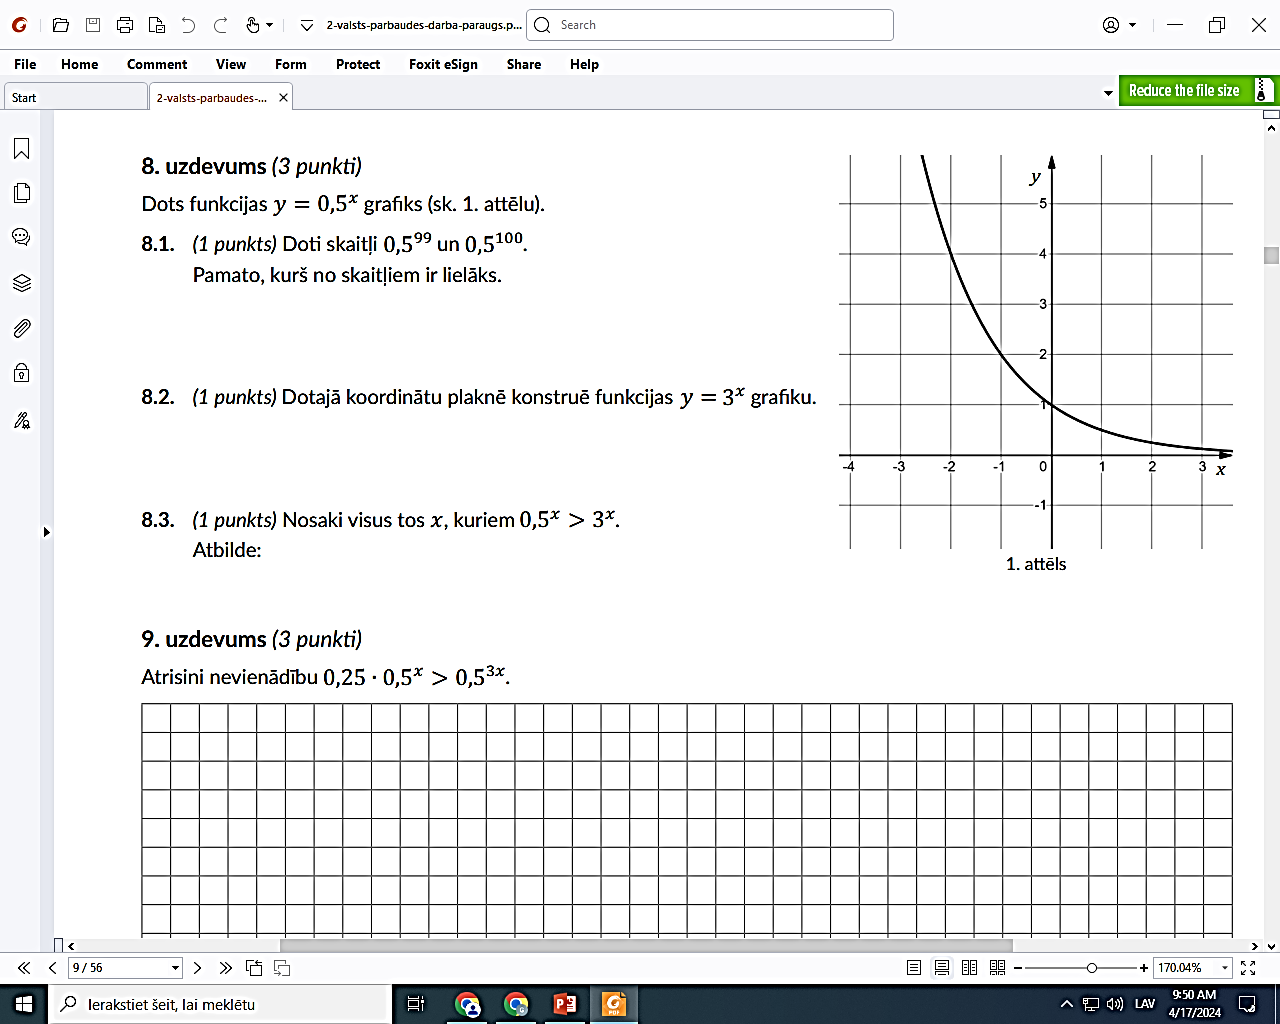 2-valsts-parbaudes-darba-paraugs.p...
Search
File Home Comment View Form Protect Foxit eSign Share Help
Start
2-valsts-parbaudes-...
Reduce the file size
8. uzdevums (3 punkti)
Dots funkcijas y = 0,5^x grafiks (sk. 1. attēlu).
8.1. (1 punkts) Doti skaitļi 0,5^99 un 0,5^100.
Pamato, kurš no skaitļiem ir lielāks.
8.2. (1 punkts) Dotajā koordinātu plaknē konstruē funkcijas y = 3^x grafiku.
8.3. (1 punkts) Nosaki visus tos x, kuriem 0,5^x > 3^x.
Atbilde:
y
5
4
3
2
1
-4 -3 -2 -1 0 1 2 3 x
-1
1. attēls
9. uzdevums (3 punkti)
Atrisini nevienādību 0,25 · 0,5^x > 0,5^3x.
9 / 56
170.04%
Ierakstiet šeit, lai meklētu
LAV
9:50 AM
4/17/2024